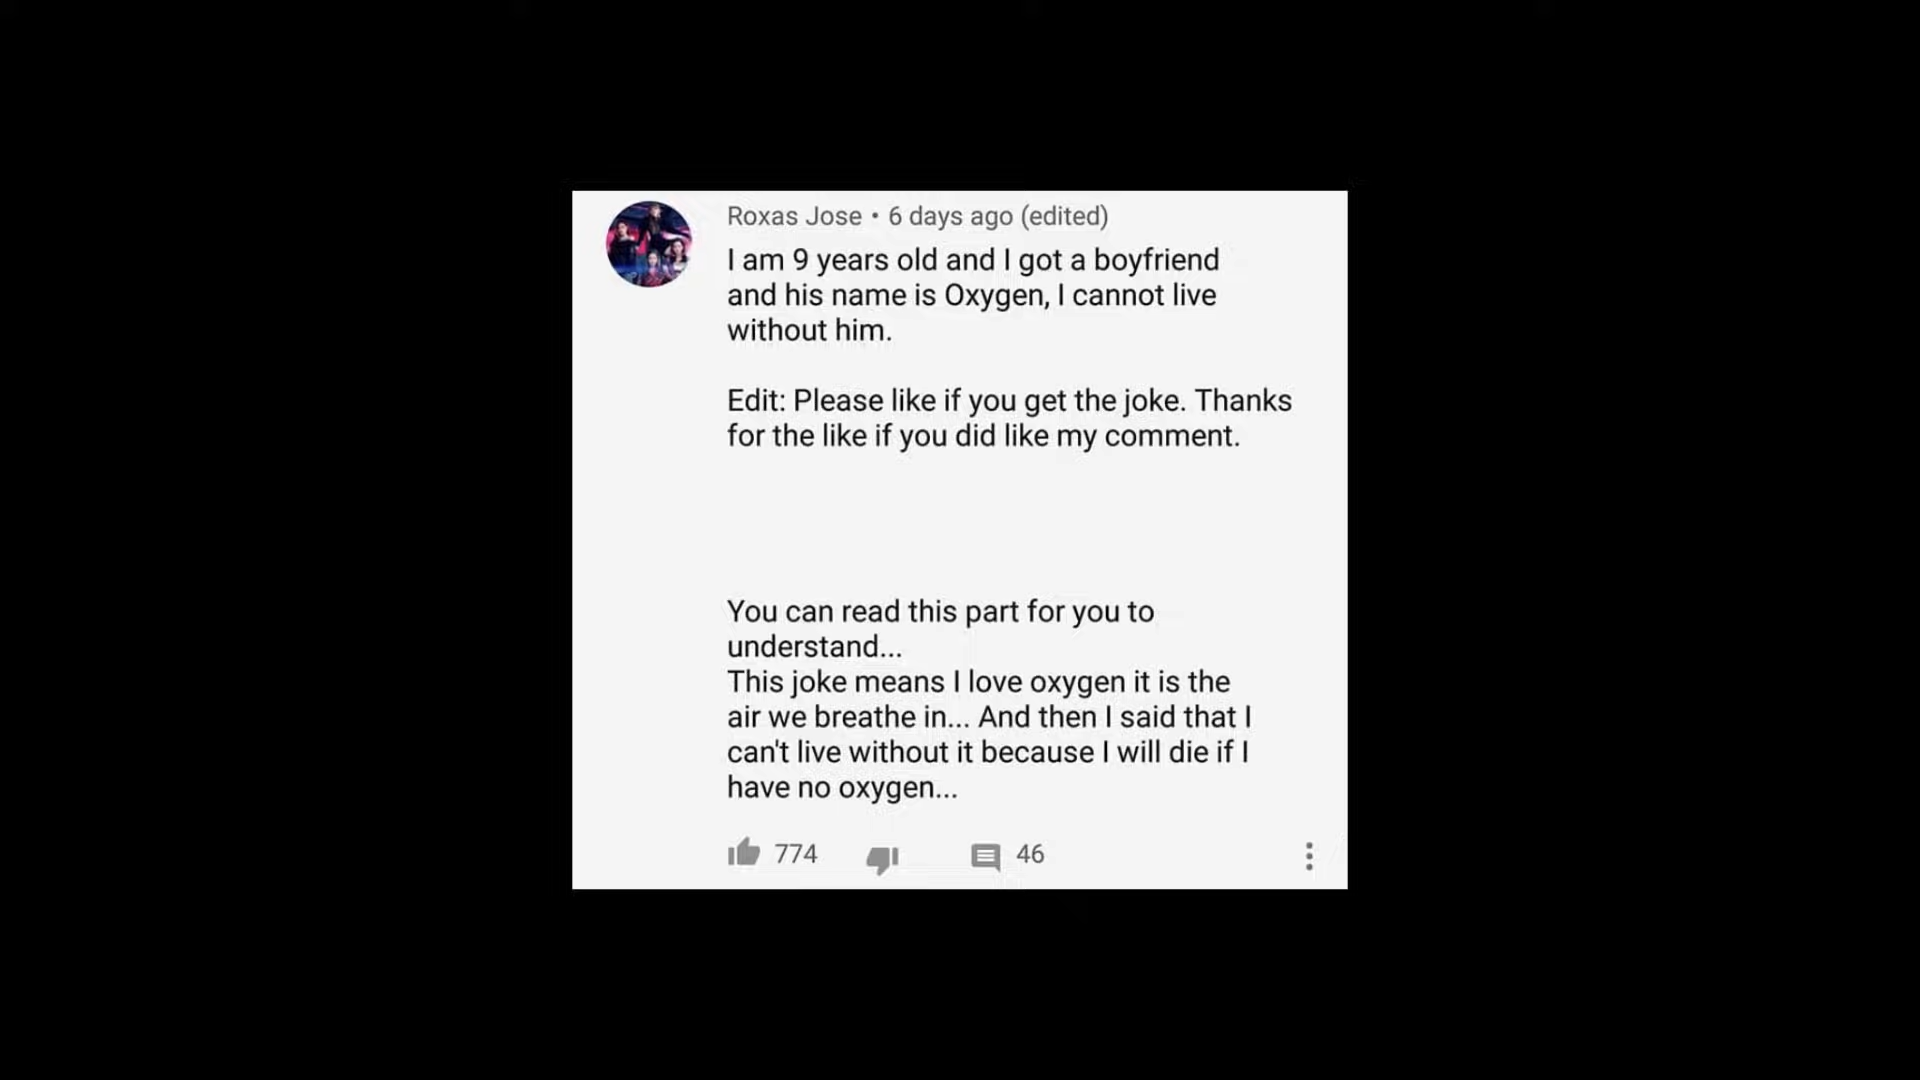 Roxas Jose • 6 days ago (edited)
I am 9 years old and I got a boyfriend
and his name is Oxygen, I cannot live
without him.
Edit: Please like if you get the joke. Thanks
for the like if you did like my comment.
You can read this part for you to
understand...
This joke means I love oxygen it is the
air we breathe in... And then I said that I
can't live without it because I will die if I
have no oxygen...
774 46